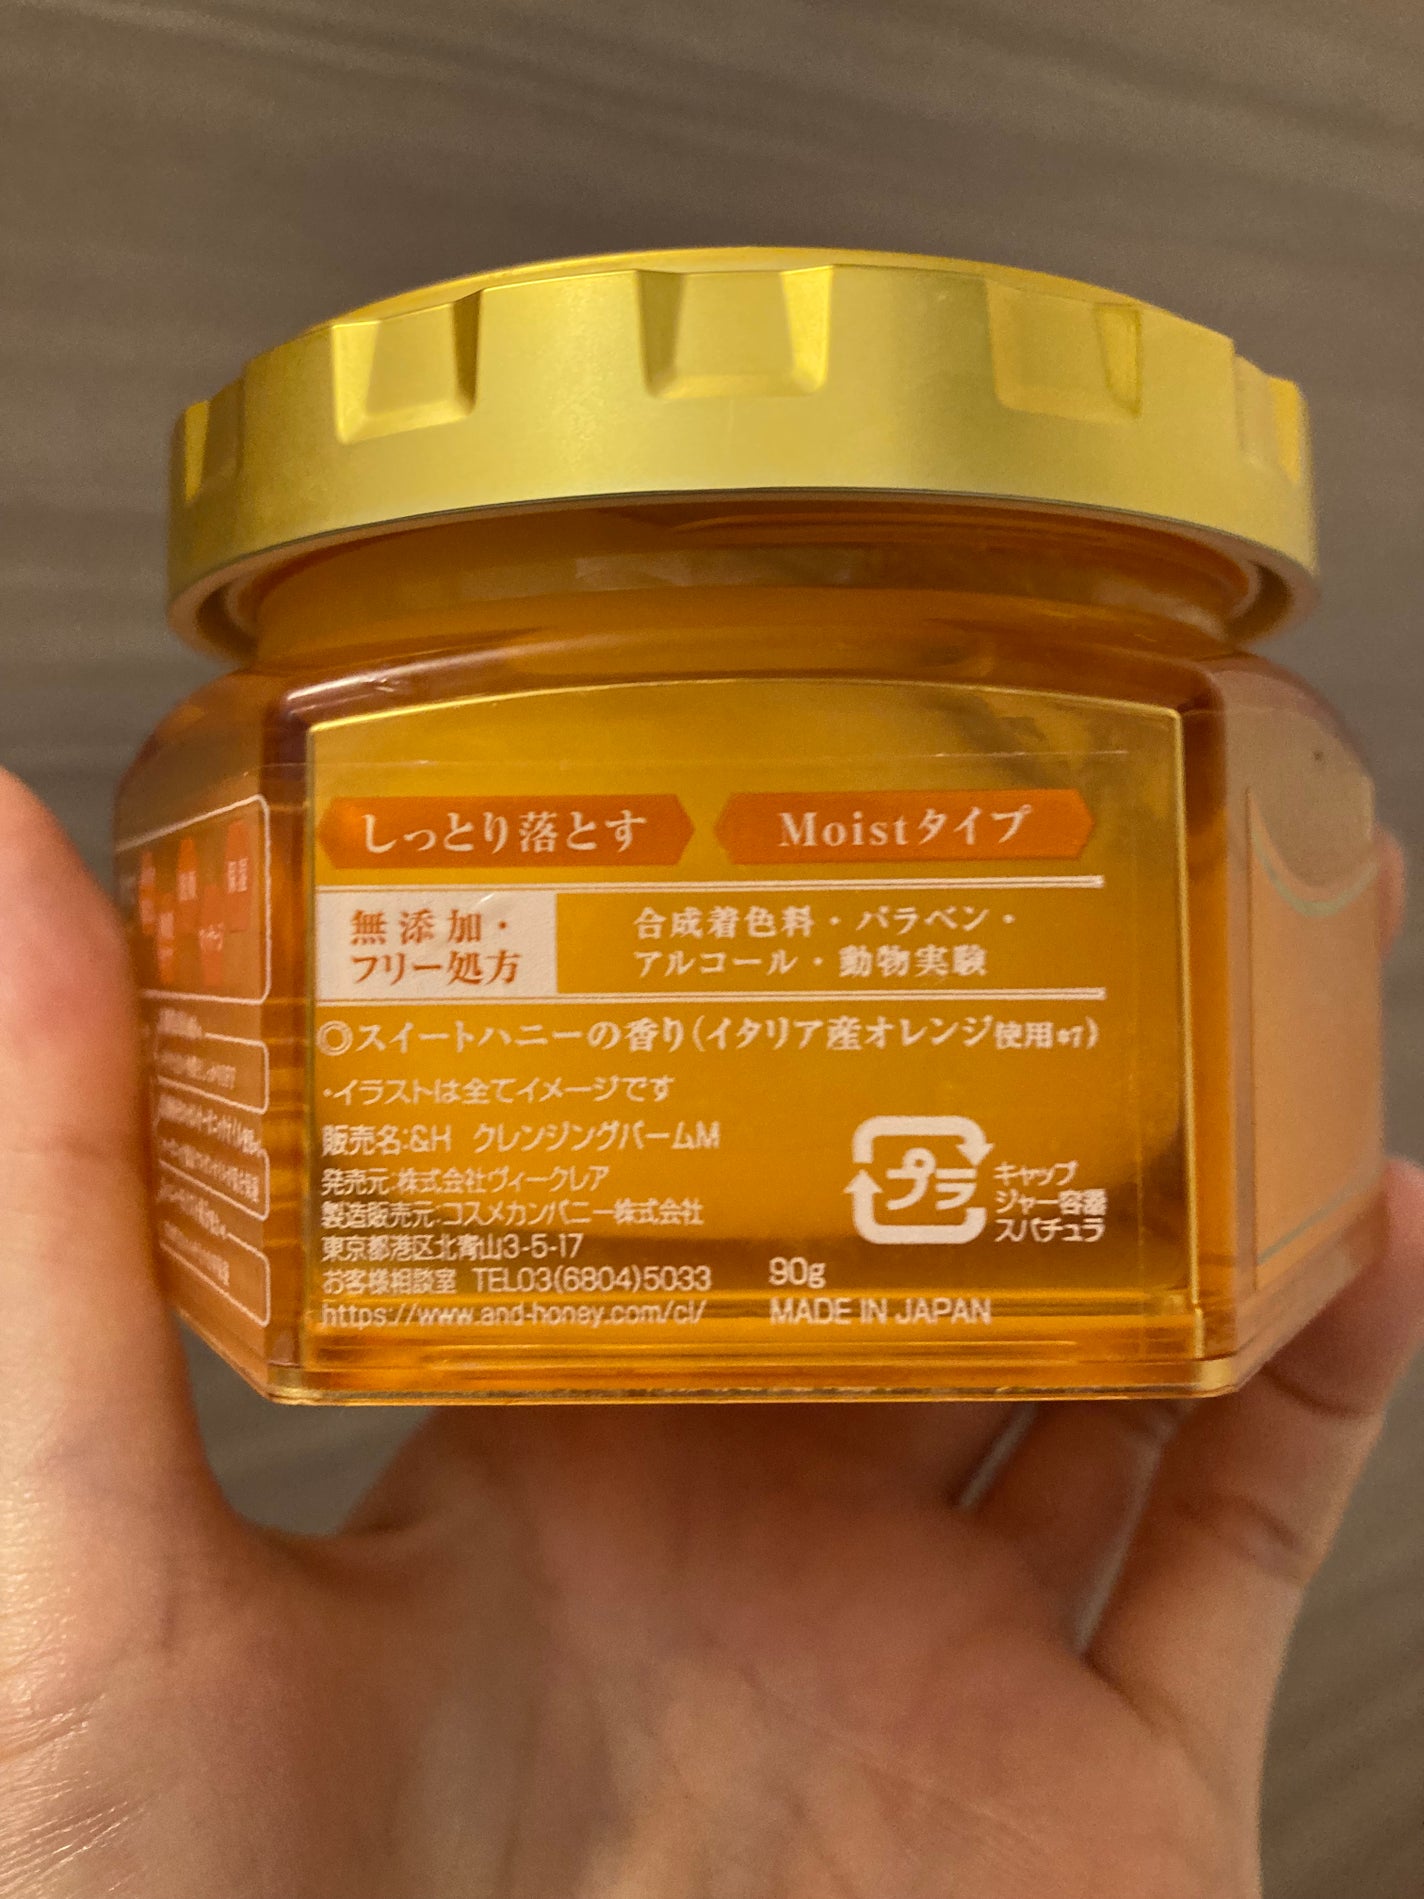 しっとり落とす
Moistタイプ
無添加・
フリー処方
合成着色料・パラベン・
アルコール・動物実験
◎スイートハニーの香り(イタリア産オレンジ使用*7)
・イラストは全てイメージです
販売名:&H クレンジングバームM
発売元:株式会社ヴィークレア
製造販売元:コスメカンパニー株式会社
東京都港区北青山3-5-17
お客様相談室 TEL03(6804)5033
https://www.and-honey.com/cl/
プラ
キャップ
ジャー容器
スパチュラ
90g
MADE IN JAPAN